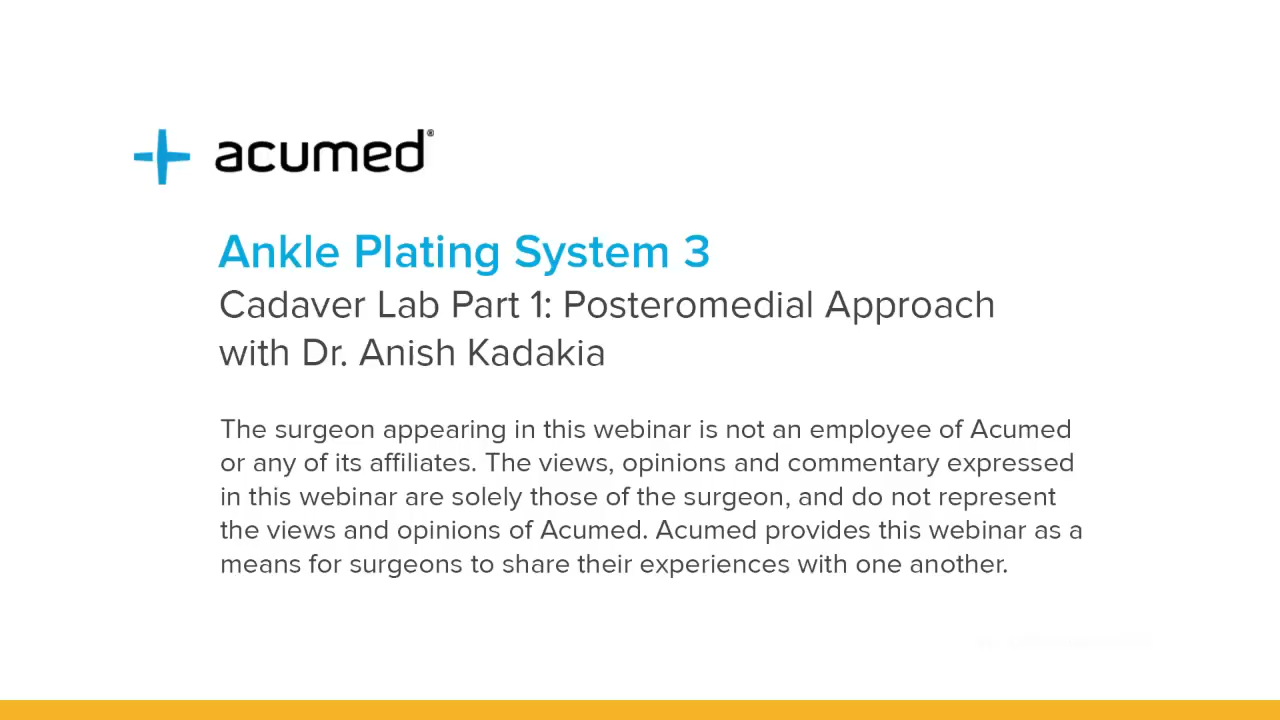 acumed®
Ankle Plating System 3
Cadaver Lab Part 1: Posteromedial Approach
with Dr. Anish Kadakia
The surgeon appearing in this webinar is not an employee of Acumed
or any of its affiliates. The views, opinions and commentary expressed
in this webinar are solely those of the surgeon, and do not represent
the views and opinions of Acumed. Acumed provides this webinar as a
means for surgeons to share their experiences with one another.